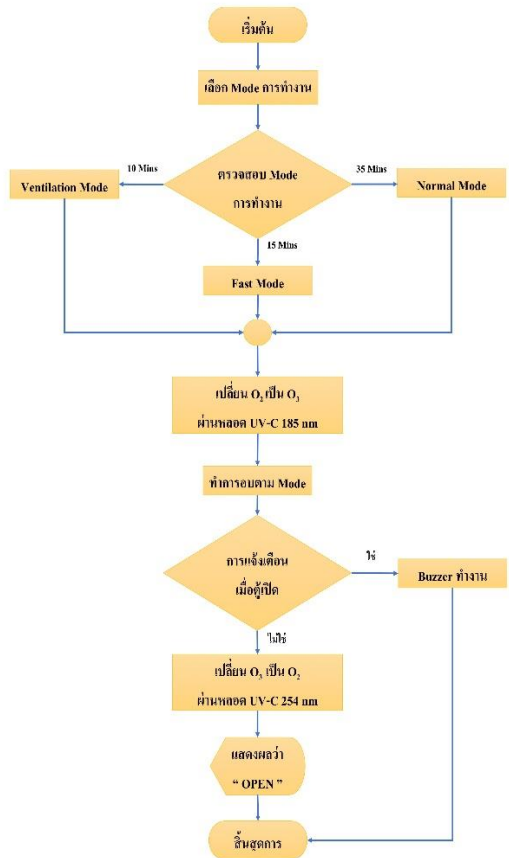 เริ่มต้น
เลือก Mode การทำงาน
ตรวจสอบ Mode
การทำงาน
10 Mins
35 Mins
Ventilation Mode
Normal Mode
15 Mins
Fast Mode
เปลี่ยน O₂ เป็น O₃
ผ่านหลอด UV-C 185 nm
ทำการอบตาม Mode
การแจ้งเตือน
เมื่อตู้เปิด
ใช่
Buzzer ทำงาน
ไม่ใช่
เปลี่ยน O₃ เป็น O₂
ผ่านหลอด UV-C 254 nm
แสดงผลว่า
“ OPEN ”
สิ้นสุดการ